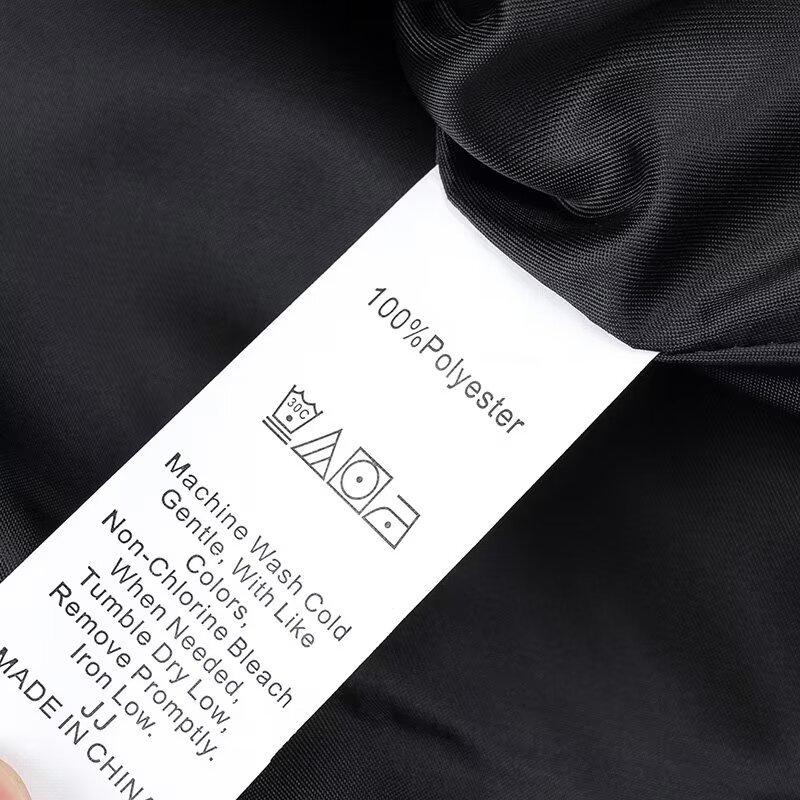 100%Polyester
30C
Machine Wash Cold
Gentle, With Like
Colors,
Non-Chlorine Bleach
When Needed,
Tumble Dry Low,
Remove Promptly.
Iron Low.
JJ
MADE IN CHINA